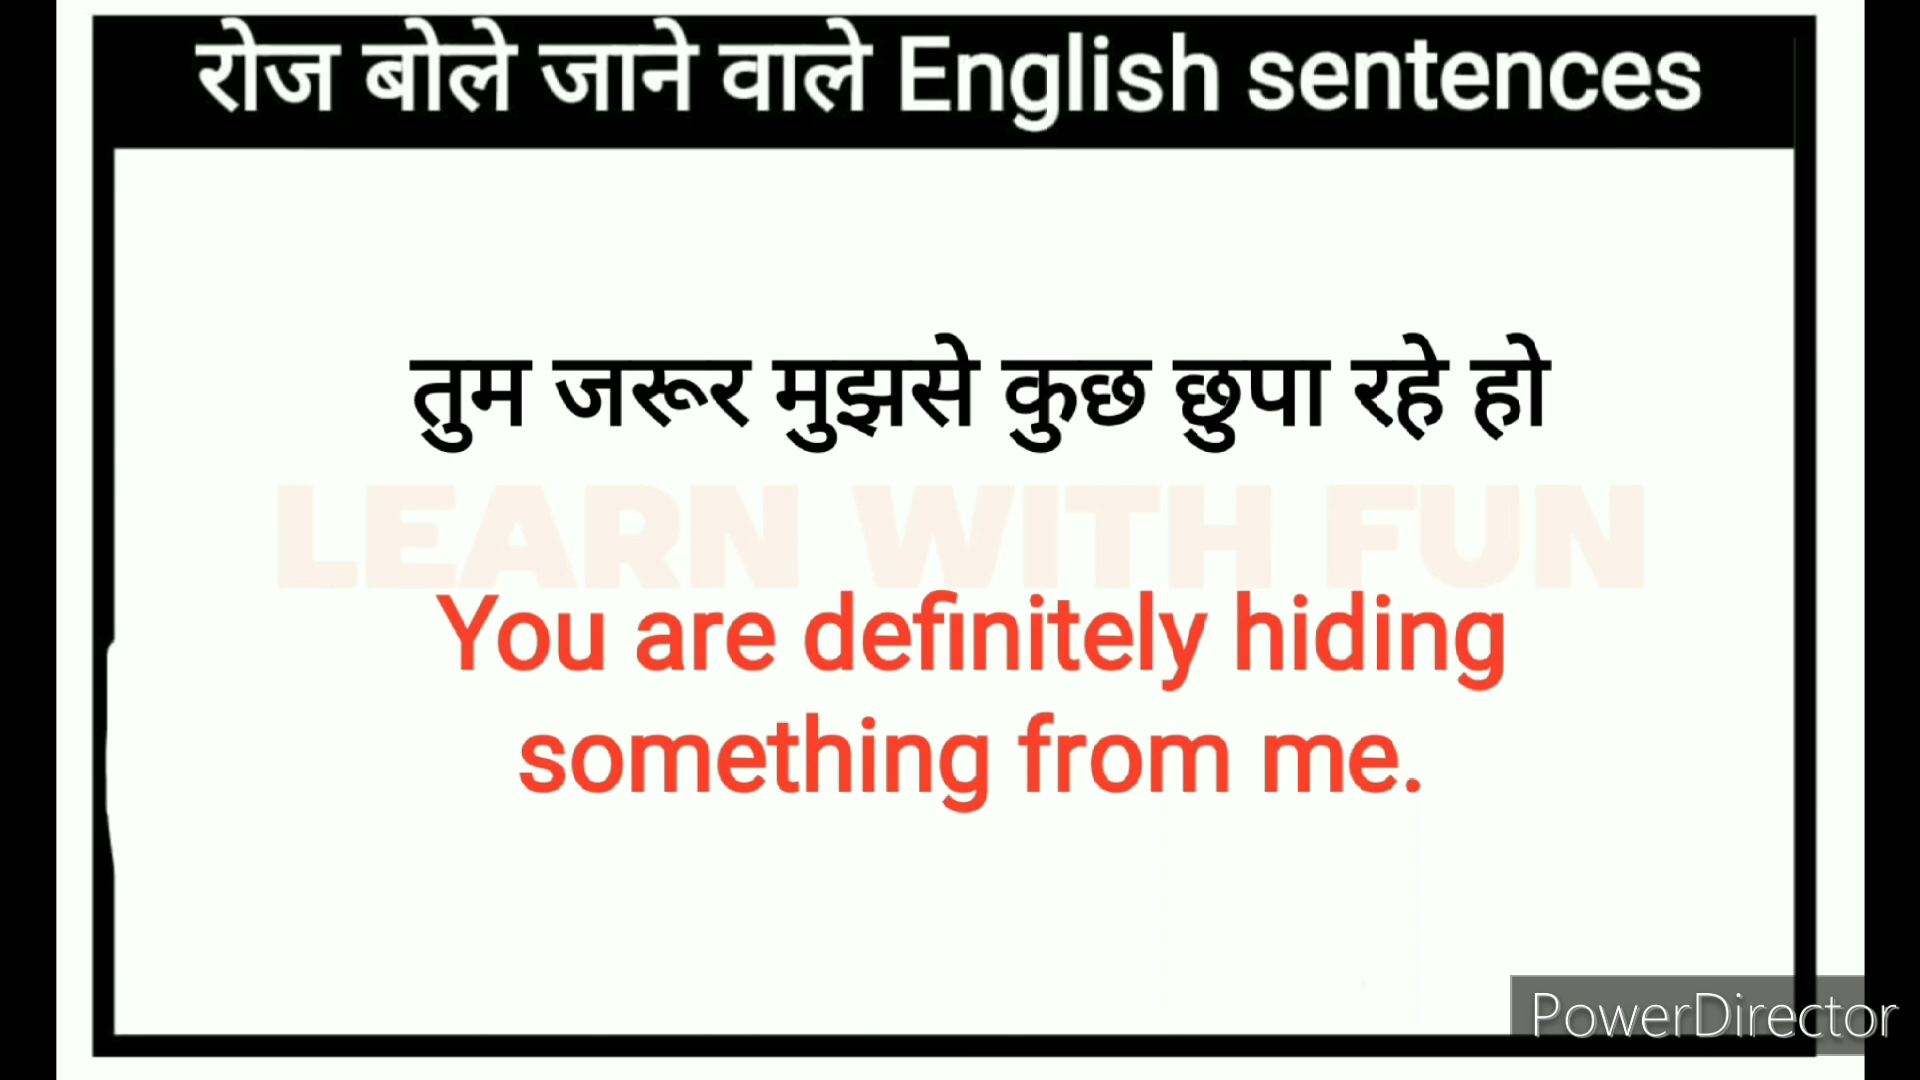 रोज बोले जाने वाले English sentences
तुम जरूर मुझसे कुछ छुपा रहे हो
LEARN WITH FUN
You are definitely hiding
something from me.
PowerDirector